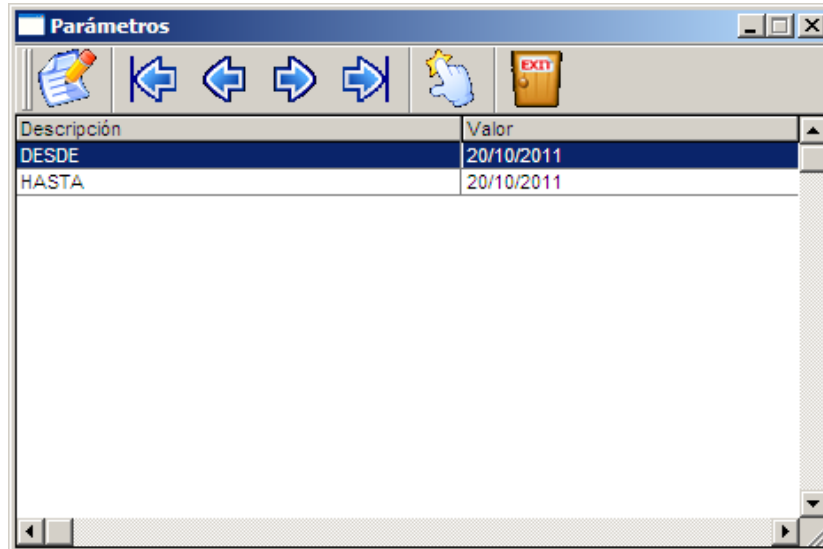 Parámetros
EXIT
Descripción Valor
DESDE 20/10/2011
HASTA 20/10/2011